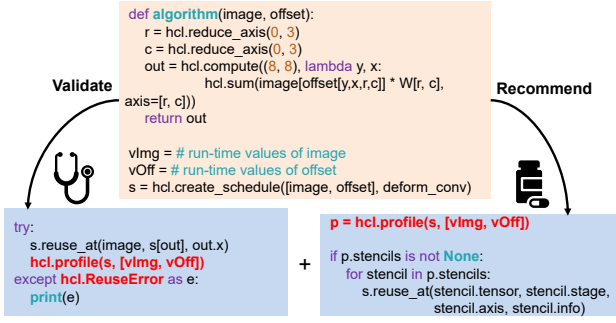 def algorithm(image, offset):
r = hcl.reduce_axis(0, 3)
c = hcl.reduce_axis(0, 3)
out = hcl.compute((8, 8), lambda y, x:
hcl.sum(image[offset[y,x,r,c]] * W[r, c],
axis=[r, c]))
return out
vImg = # run-time values of image
vOff = # run-time values of offset
s = hcl.create_schedule([image, offset], deform_conv)
Validate
Recommend
try:
s.reuse_at(image, s[out], out.x)
hcl.profile(s, [vImg, vOff])
except hcl.ReuseError as e:
print(e)
+
p = hcl.profile(s, [vImg, vOff])
if p.stencils is not None:
for stencil in p.stencils:
s.reuse_at(stencil.tensor, stencil.stage,
stencil.axis, stencil.info)